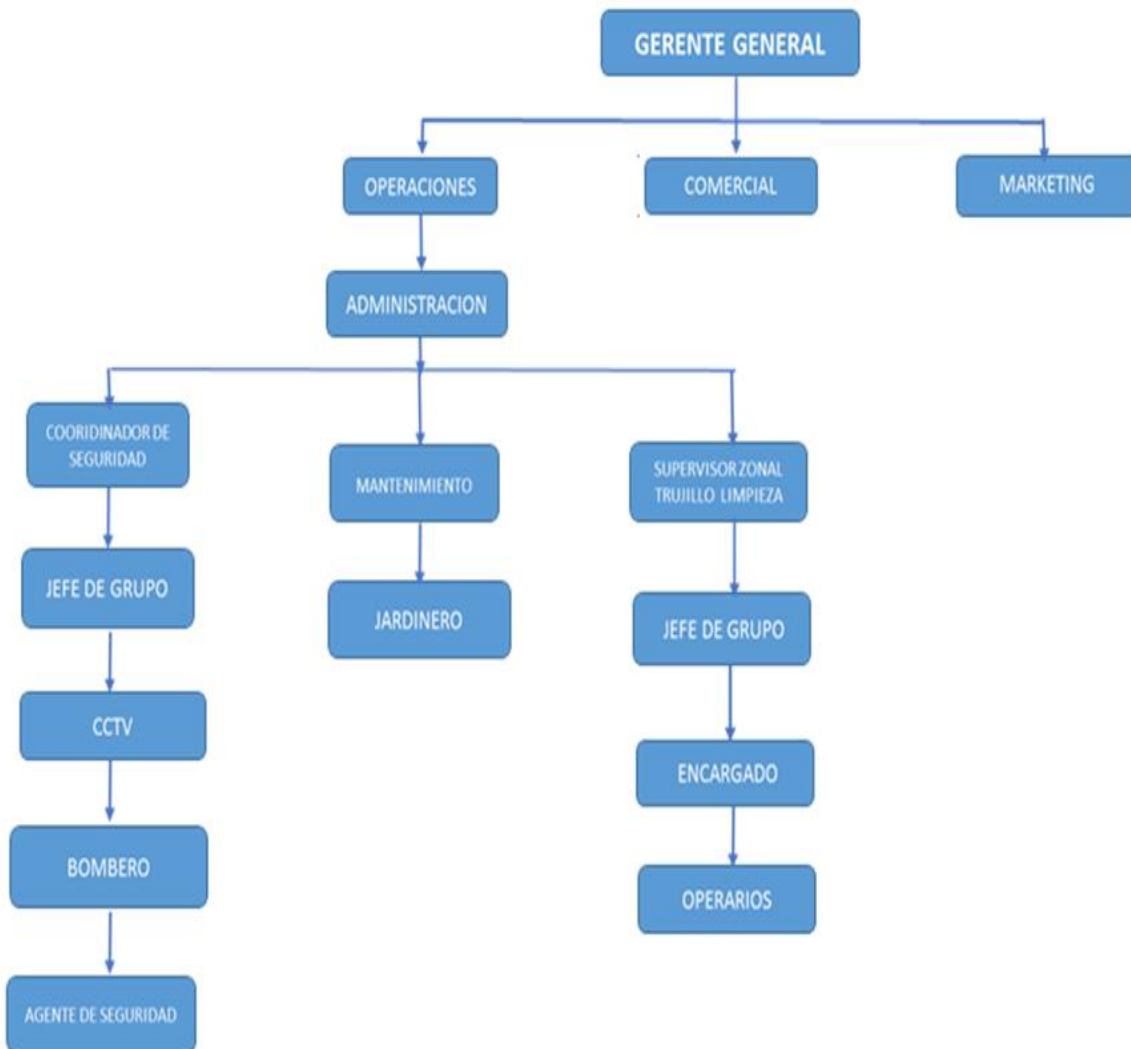 GERENTE GENERAL
OPERACIONES
COMERCIAL
MARKETING
ADMINISTRACION
COORIDINADOR DE
SEGURIDAD
MANTENIMIENTO
SUPERVISOR ZONAL
TRUJILLO LIMPIEZA
JEFE DE GRUPO
JARDINERO
JEFE DE GRUPO
CCTV
ENCARGADO
BOMBERO
OPERARIOS
AGENTE DE SEGURIDAD